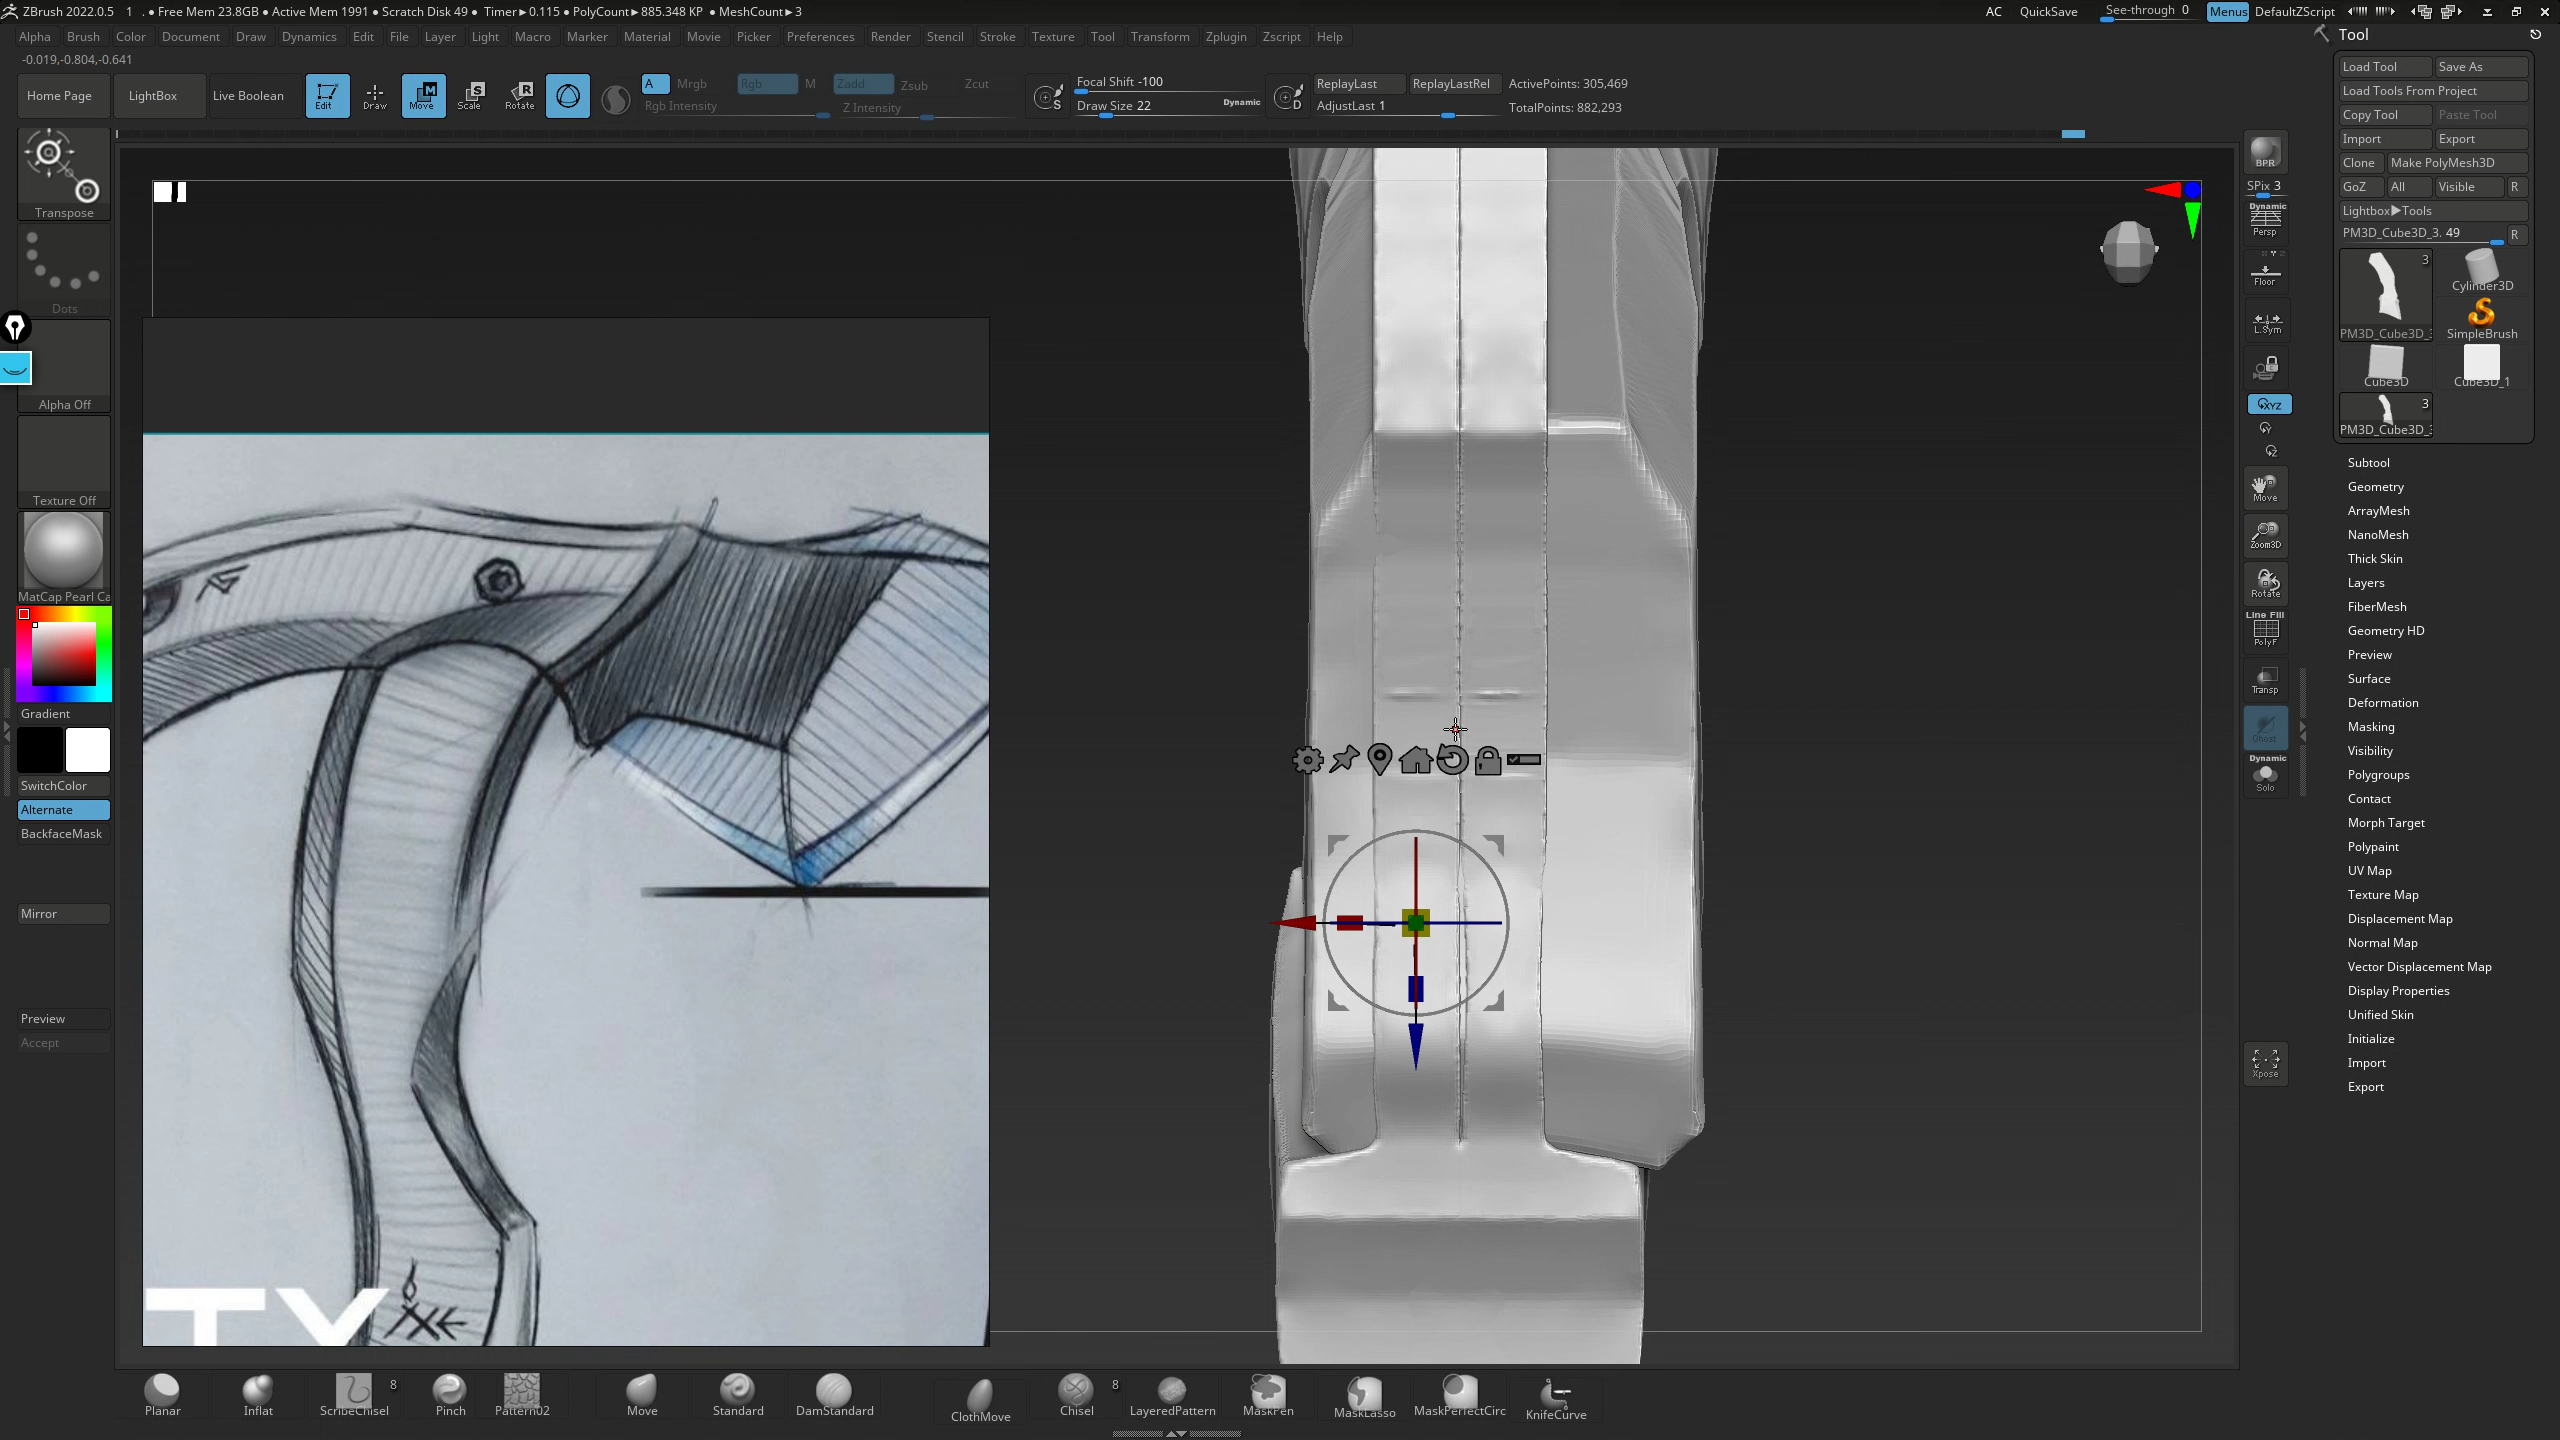 ZBrush 2022.0.5 1 . ● Free Mem 23.8GB ● Active Mem 1991 ● Scratch Disk 49 ● Timer►0.115 ● PolyCount►885.348 KP ● MeshCount►3 AC QuickSave See-through 0 Menus DefaultZScript
Alpha Brush Color Document Draw Dynamics Edit File Layer Light Macro Marker Material Movie Picker Preferences Render Stencil Stroke Texture Tool Transform Zplugin Zscript Help
-0.019,-0.804,-0.641
Home Page LightBox Live Boolean Edit Draw Move Scale Rotate
A Mrgb Rgb M Zadd Zsub Zcut
Rgb Intensity Z Intensity
S Focal Shift -100
Draw Size 22 Dynamic
D ReplayLast ReplayLastRel ActivePoints: 305,469
AdjustLast 1 TotalPoints: 882,293
Transpose
Dots
Alpha Off
Texture Off
MatCap Pearl Ca
Gradient
SwitchColor
Alternate
BackfaceMask
Mirror
Preview
Accept
TY
BPR
SPix 3
Dynamic
Persp
Floor
L.Sym
XYZ
Y
Z
Move
Zoom3D
Rotate
Line Fill
PolyF
Transp
Ghost
Dynamic
Solo
Xpose
Tool
Load Tool Save As
Load Tools From Project
Copy Tool Paste Tool
Import Export
Clone Make PolyMesh3D
GoZ All Visible R
Lightbox►Tools
PM3D_Cube3D_3. 49 R
3
Cylinder3D
PM3D_Cube3D_3 SimpleBrush
Cube3D Cube3D_1
3
PM3D_Cube3D_3
Subtool
Geometry
ArrayMesh
NanoMesh
Thick Skin
Layers
FiberMesh
Geometry HD
Preview
Surface
Deformation
Masking
Visibility
Polygroups
Contact
Morph Target
Polypaint
UV Map
Texture Map
Displacement Map
Normal Map
Vector Displacement Map
Display Properties
Unified Skin
Initialize
Import
Export
8 8
Planar Inflat ScribeChisel Pinch Pattern02 Move Standard DamStandard ClothMove Chisel LayeredPattern MaskPen MaskLasso MaskPerfectCirc KnifeCurve